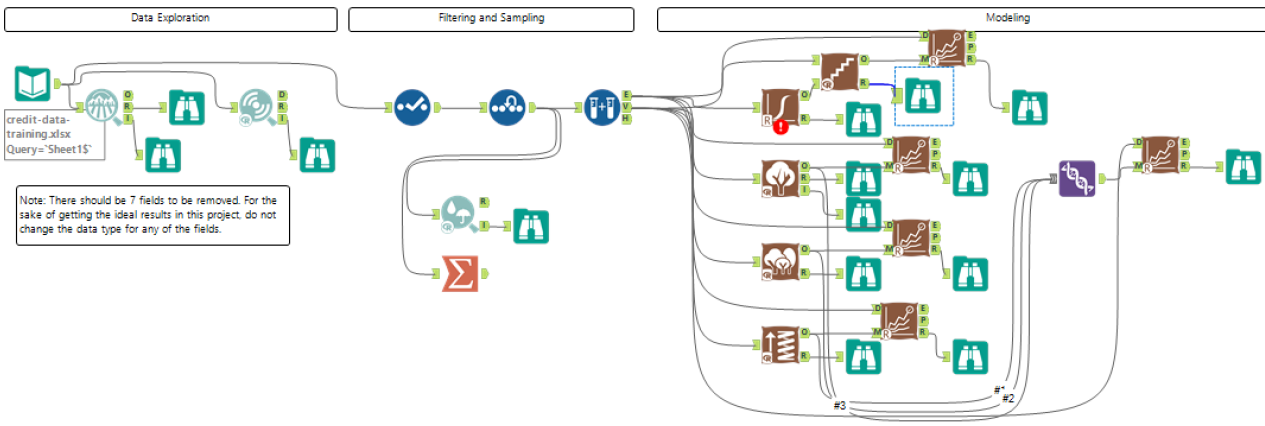 Data Exploration
Filtering and Sampling
Modeling
credit-data-
training.xlsx
Query=`Sheet1$`
Note: There should be 7 fields to be removed. For the
sake of getting the ideal results in this project, do not
change the data type for any of the fields.
O
R
I
D
R
I
E
V
H
R
I
O
R
O
R
D
M
E
P
R
O
R
I
D
M
E
P
R
O
R
D
M
E
P
R
O
R
D
M
E
P
R
D
M
E
P
R
#1
#2
#3